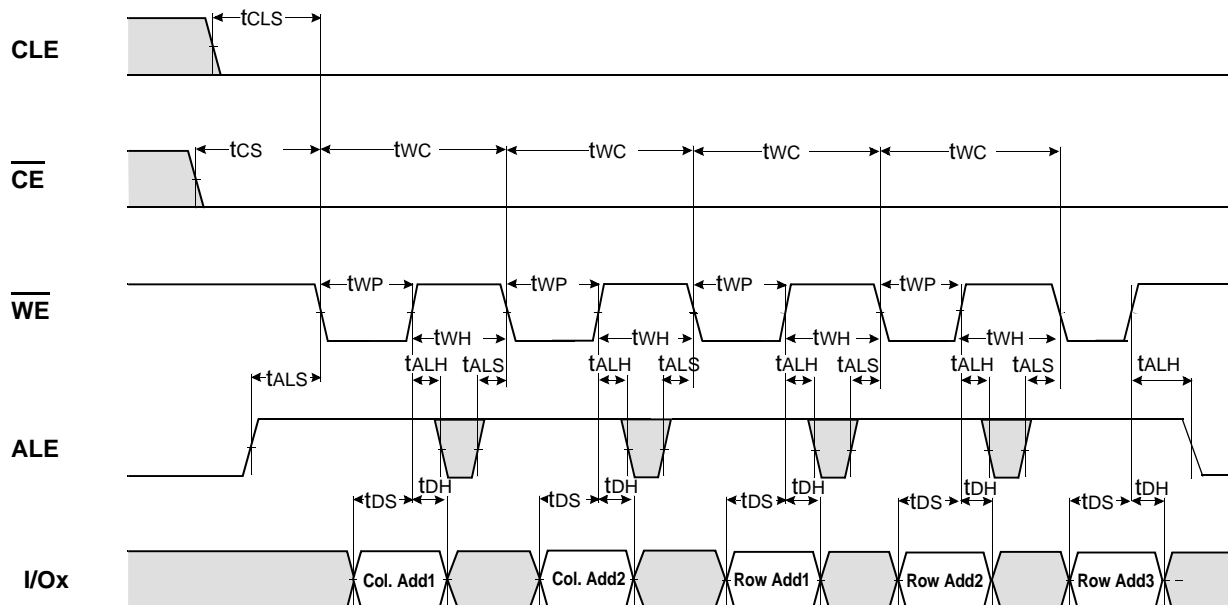 CLE
tCLS
CE
tCS tWC tWC tWC tWC
WE
tWP tWP tWP tWP
tWH tWH tWH tWH
tALS tALH tALS tALH tALS tALH tALS tALH tALS tALH
ALE
tDS tDH tDS tDH tDS tDH tDS tDH tDS tDH
I/Ox
Col. Add1 Col. Add2 Row Add1 Row Add2 Row Add3